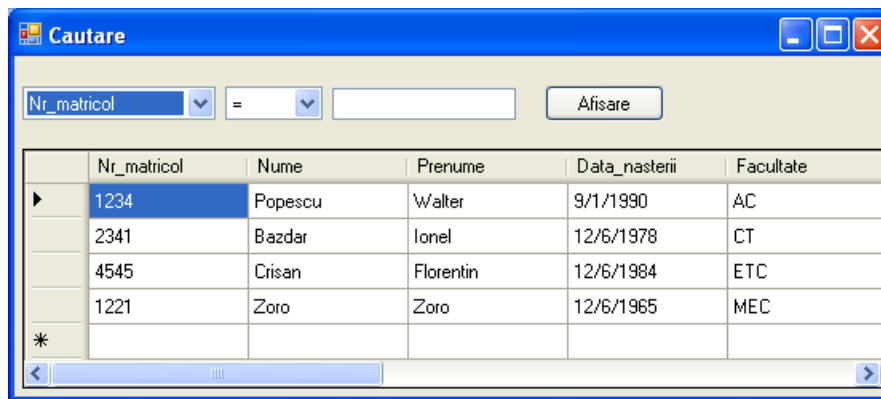 Cautare
Nr_matricol = Afisare
Nr_matricol Nume Prenume Data_nasterii Facultate
1234 Popescu Walter 9/1/1990 AC
2341 Bazdar Ionel 12/6/1978 CT
4545 Crisan Florentin 12/6/1984 ETC
1221 Zoro Zoro 12/6/1965 MEC